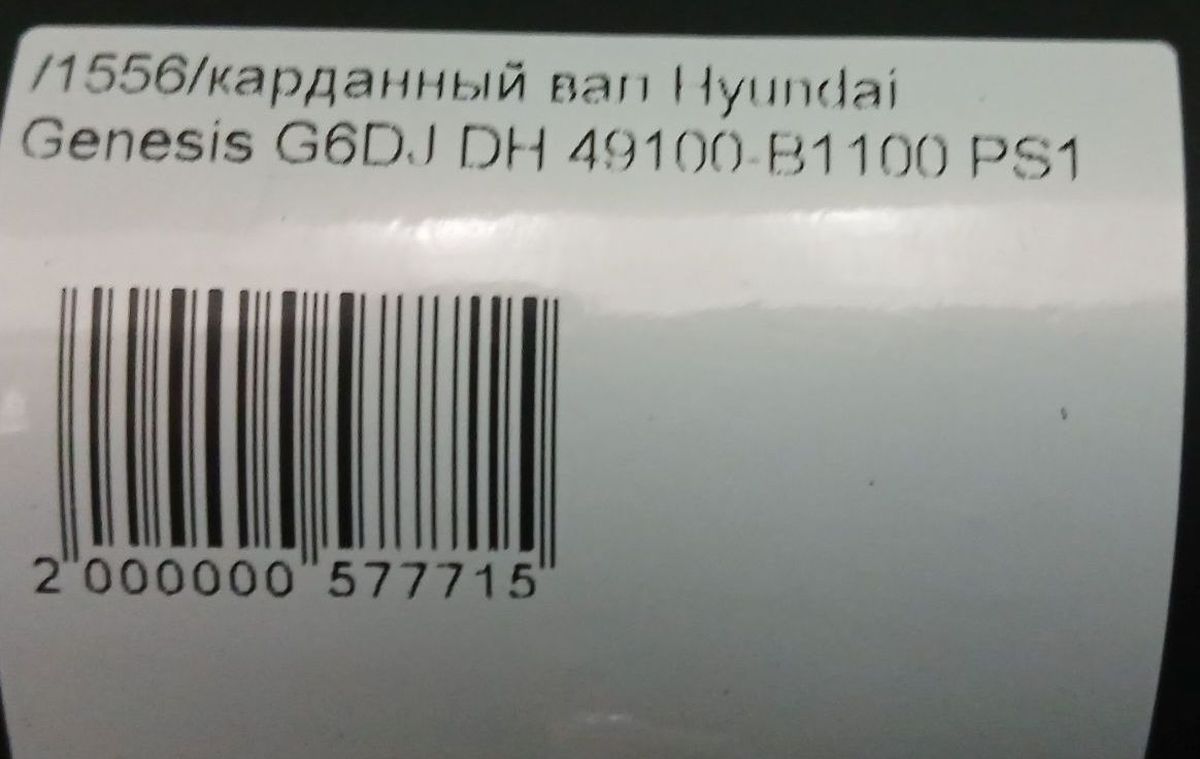 /1556/карданный вал Hyundai
Genesis G6DJ DH 49100-B1100 PS1
2 000000 577715